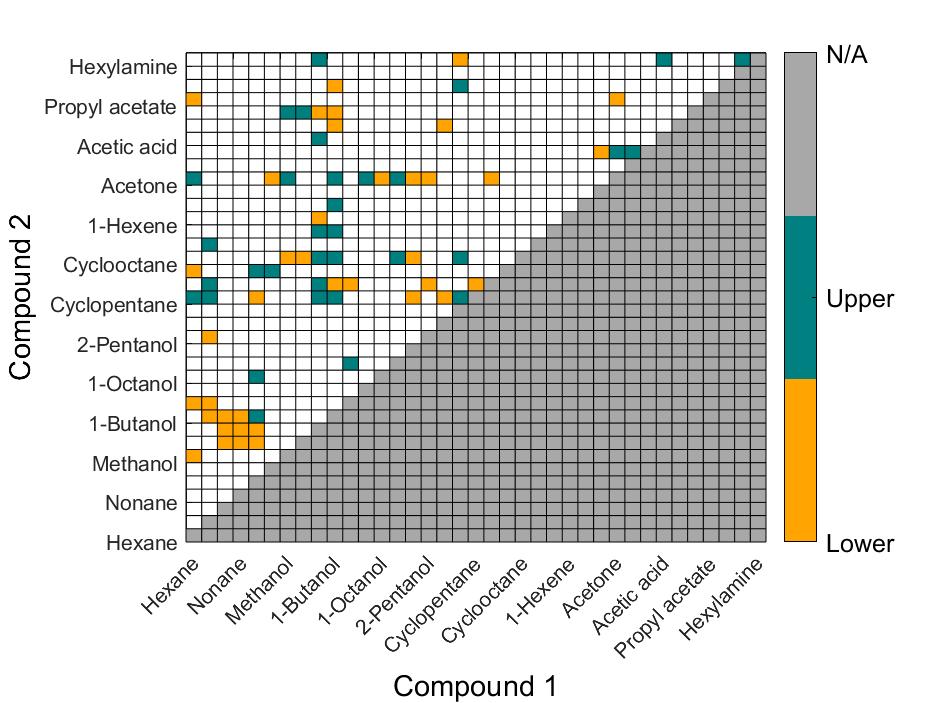 Compound 2
Hexylamine
Propyl acetate
Acetic acid
Acetone
1-Hexene
Cyclooctane
Cyclopentane
2-Pentanol
1-Octanol
1-Butanol
Methanol
Nonane
Hexane
Hexane
Nonane
Methanol
1-Butanol
1-Octanol
2-Pentanol
Cyclopentane
Cyclooctane
1-Hexene
Acetone
Acetic acid
Propyl acetate
Hexylamine
Compound 1
N/A
Upper
Lower